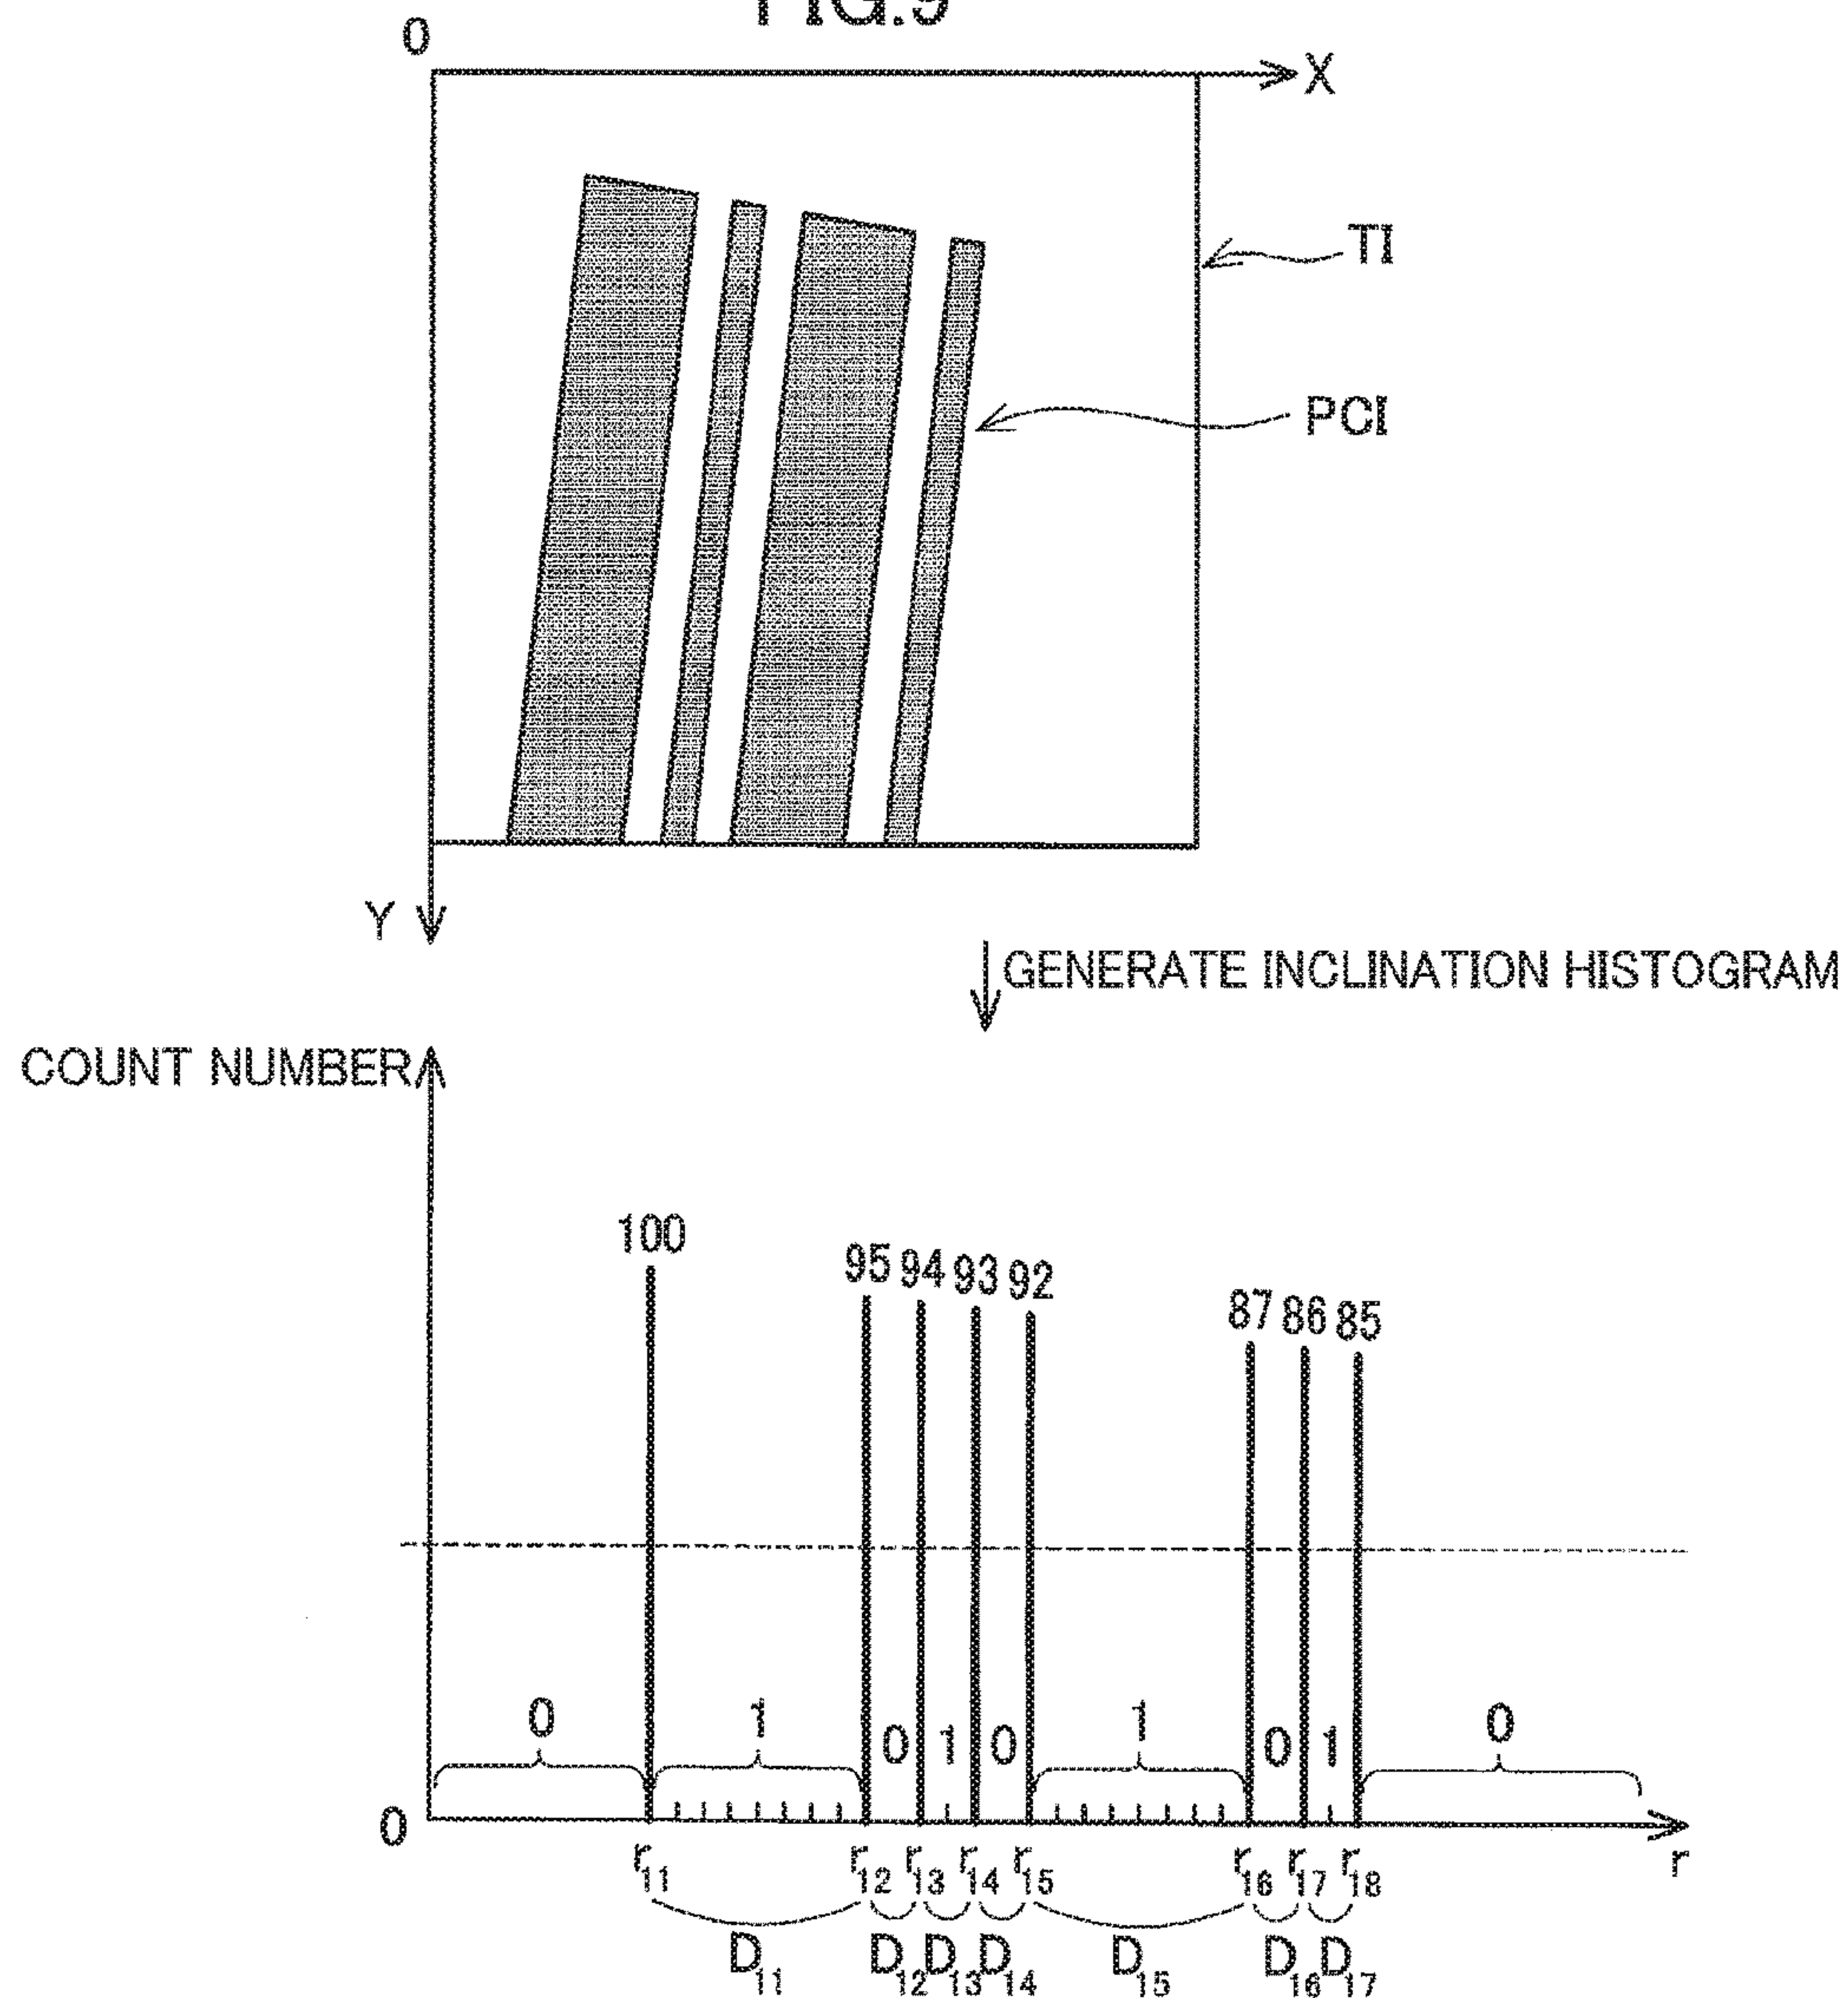 FIG.9
0
X
TI
PCI
Y
GENERATE INCLINATION HISTOGRAM
COUNT NUMBER
100
95 94 93 92
87 86 85
0 1 0 1 0 1 0 1 0
0
r11 r12 r13 r14 r15 r16 r17 r18 r
D11 D12 D13 D14 D15 D16 D17